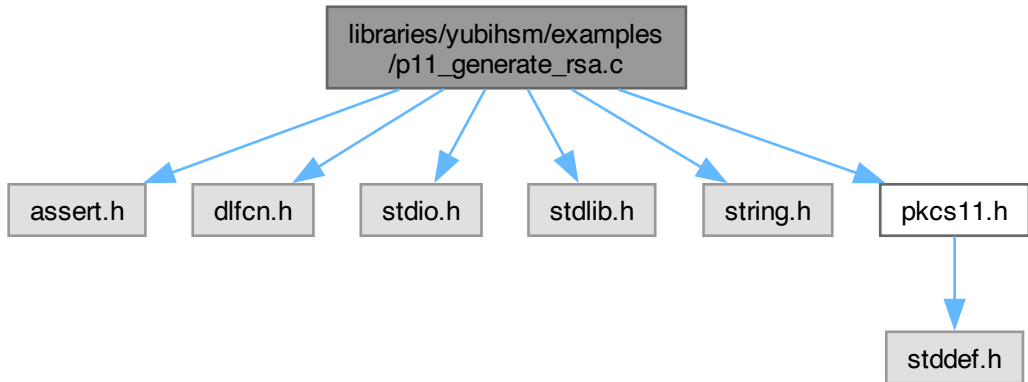 libraries/yubihsm/examples
/p11_generate_rsa.c
assert.h
dlfcn.h
stdio.h
stdlib.h
string.h
pkcs11.h
stddef.h